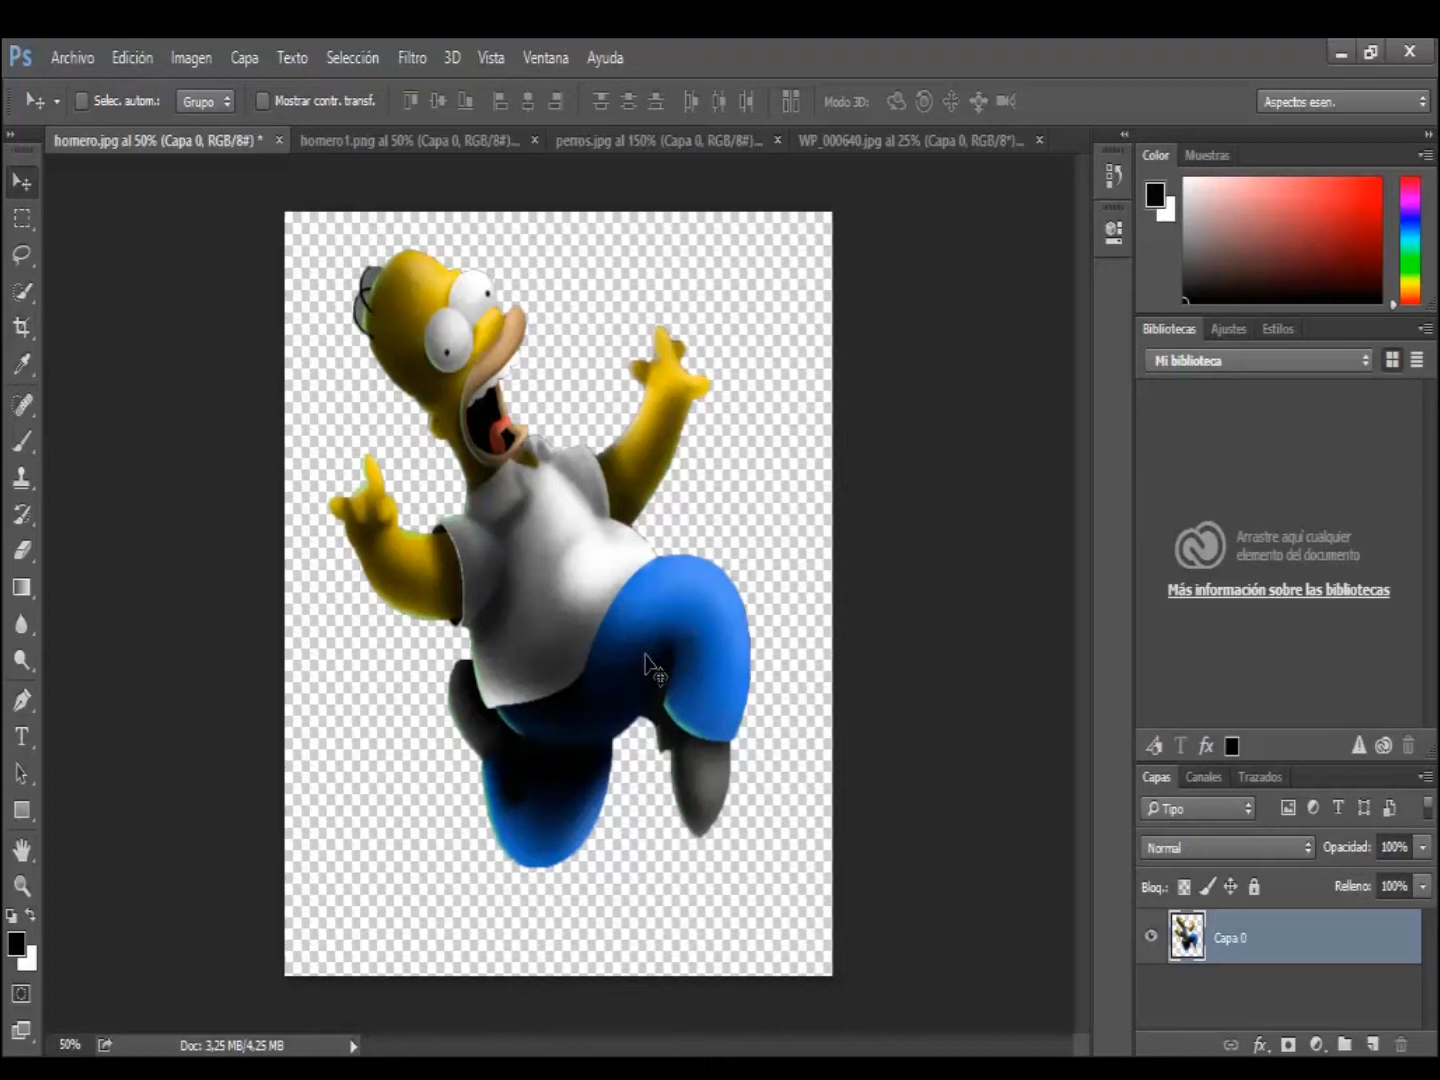 Ps Archivo Edición Imagen Capa Texto Selección Filtro 3D Vista Ventana Ayuda
Selec. autom.: Grupo Mostrar contr. transf. Modo 3D: Aspectos esen.
homero.jpg al 50% (Capa 0, RGB/8#) * × homero1.png al 50% (Capa 0, RGB/8#)... × perros.jpg al 150% (Capa 0, RGB/8#)... × WP_000640.jpg al 25% (Capa 0, RGB/8*)... ×
Color Muestras
Bibliotecas Ajustes Estilos
Mi biblioteca
Arrastre aquí cualquier
elemento del documento
Más información sobre las bibliotecas
T fx
Capas Canales Trazados
Tipo T
Normal Opacidad: 100%
Bloq.: Relleno: 100%
Capa 0
T
50% Doc: 3,25 MB/4,25 MB
fx